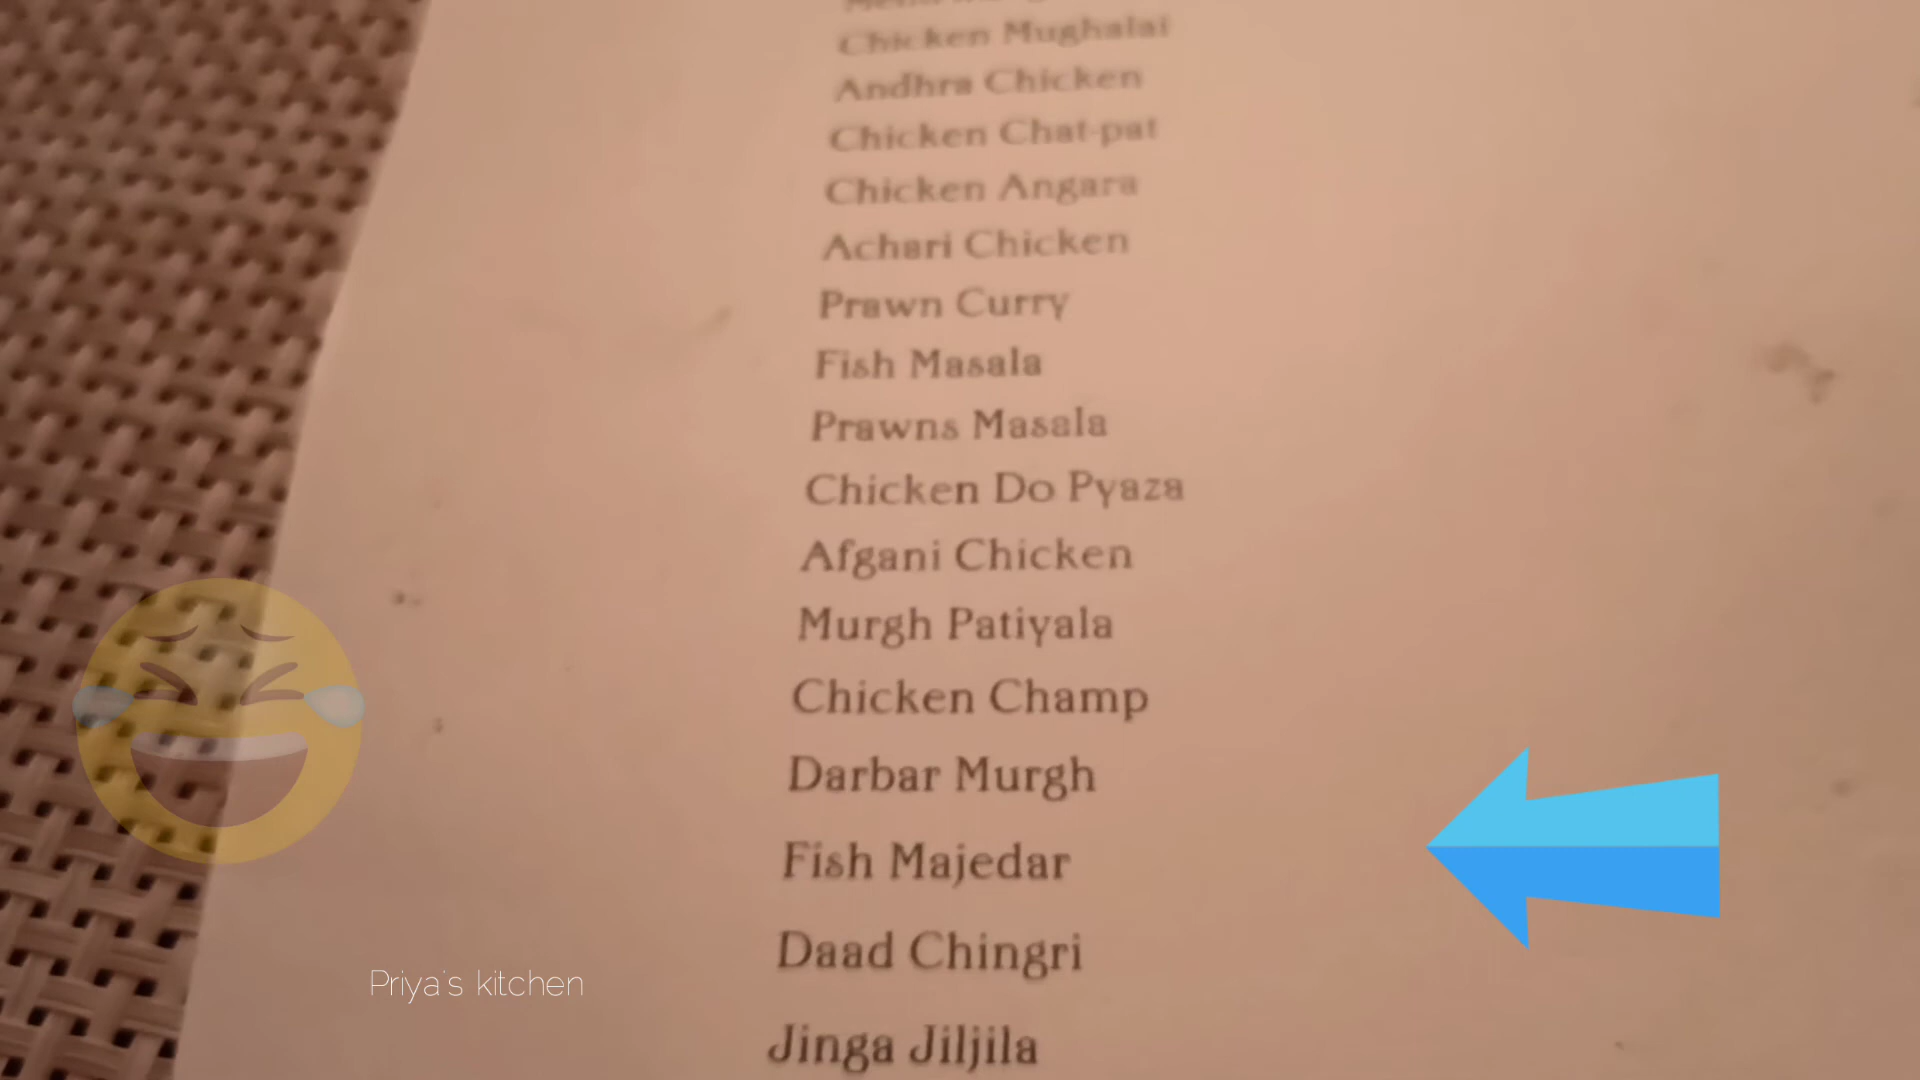 Chicken Mughalai
Andhra Chicken
Chicken Chat-pat
Chicken Angara
Achari Chicken
Prawn Curry
Fish Masala
Prawns Masala
Chicken Do Pyaza
Afgani Chicken
Murgh Patiyala
Chicken Champ
Darbar Murgh
Fish Majedar
Daad Chingri
Jinga Jiljila
Priya's kitchen